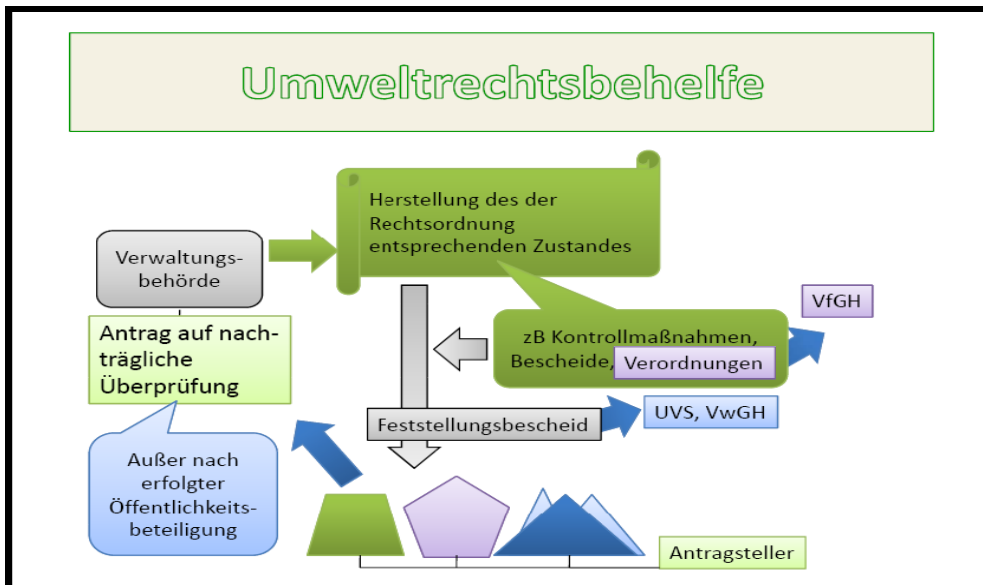 Umweltrechtsbehelfe
Herstellung des der
Rechtsordnung
entsprechenden Zustandes
Verwaltungs-
behörde
VfGH
Antrag auf nach-
trägliche
Überprüfung
zB Kontrollmaßnahmen,
Bescheide, Verordnungen
Feststellungsbescheid
UVS, VwGH
Außer nach
erfolgter
Öffentlichkeits-
beteiligung
Antragsteller